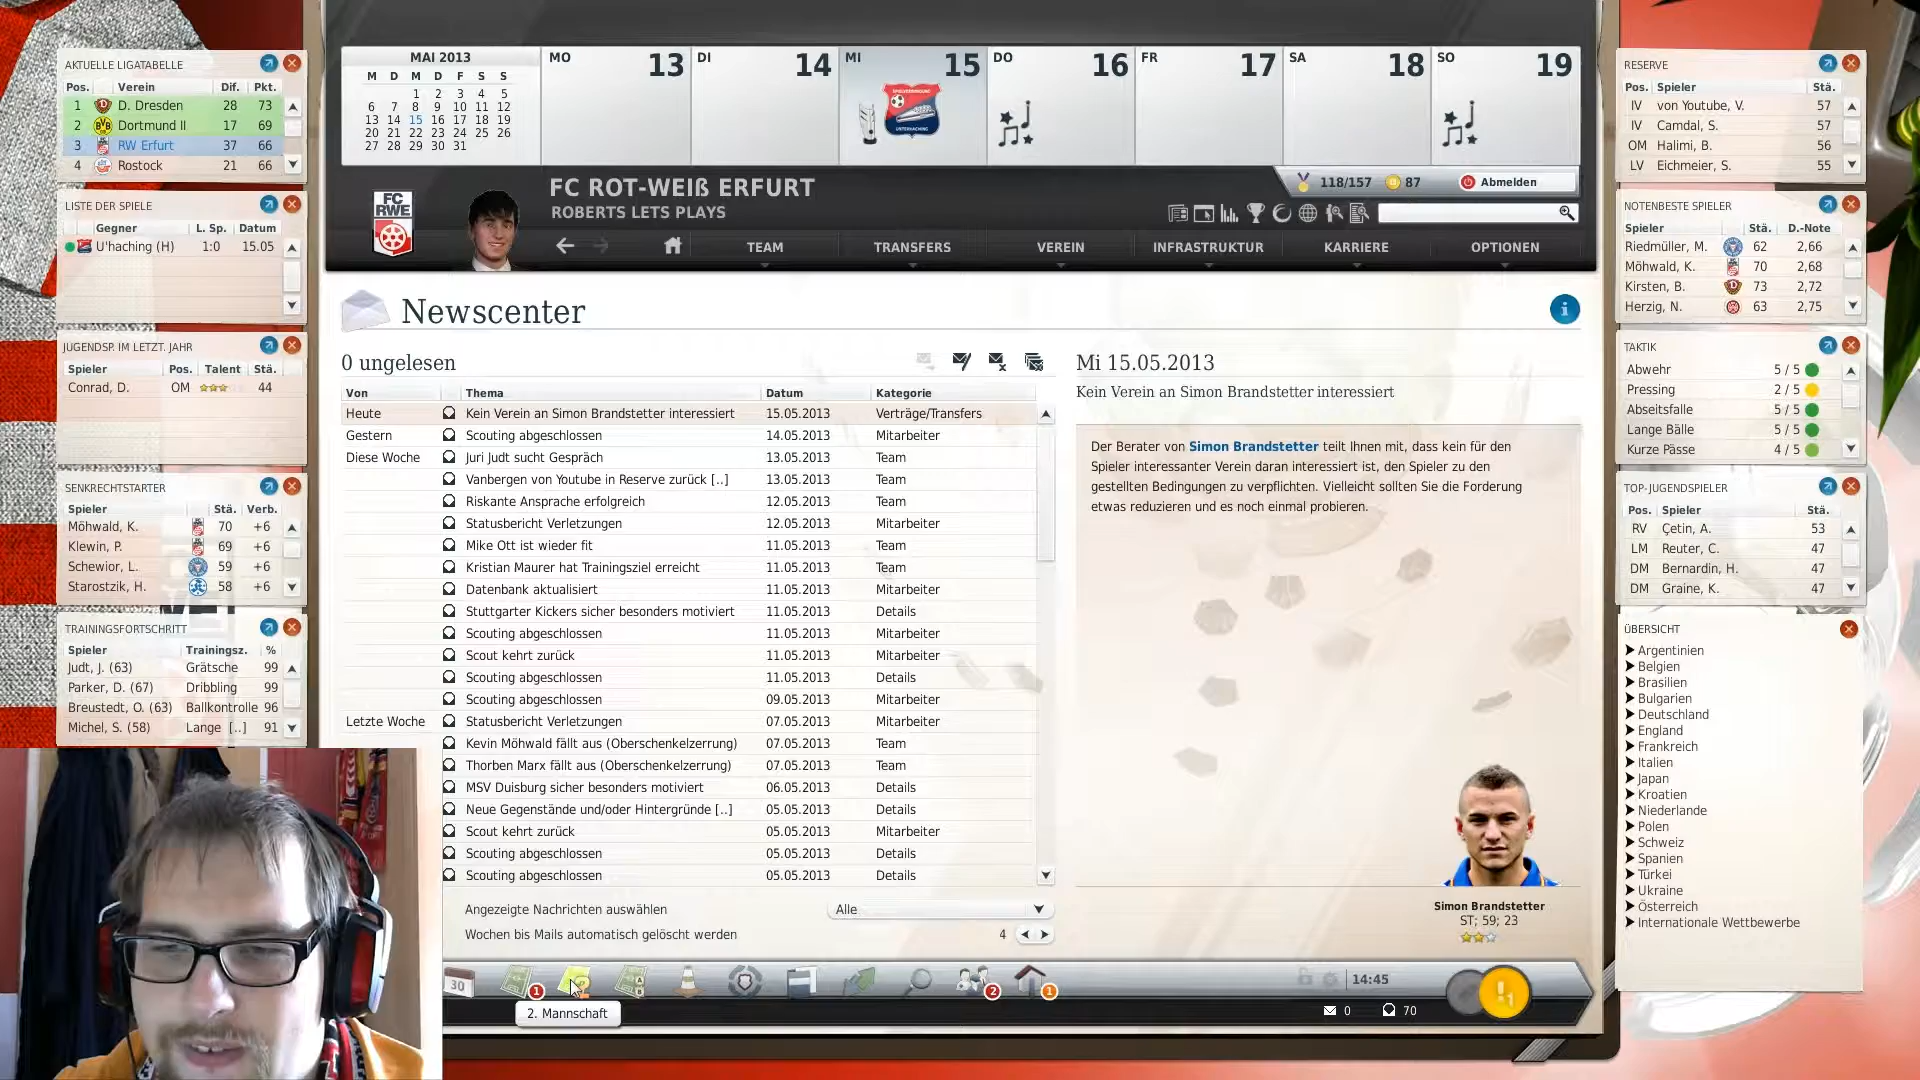 AKTUELLE LIGATABELLE
Pos. Verein Dif. Pkt.
1 D. Dresden 28 73
2 Dortmund II 17 69
3 RW Erfurt 37 66
4 Rostock 21 66
LISTE DER SPIELE
Gegner L. Sp. Datum
U'haching (H) 1:0 15.05
JUGENDSP. IM LETZT. JAHR
Spieler Pos. Talent Stä.
Conrad, D. OM 44
SENKRECHTSTARTER
Spieler Stä. Verb.
Möhwald, K. 70 +6
Klewin, P. 69 +6
Schewior, L. 59 +6
Starostzik, H. 58 +6
TRAININGSFORTSCHRITT
Spieler Trainingsz. %
Judt, J. (63) Grätsche 99
Parker, D. (67) Dribbling 99
Breustedt, O. (63) Ballkontrolle 96
Michel, S. (58) Lange [..] 91
MAI 2013
M D M D F S S
1 2 3 4 5
6 7 8 9 10 11 12
13 14 15 16 17 18 19
20 21 22 23 24 25 26
27 28 29 30 31
MO 13 DI 14 MI 15 DO 16 FR 17 SA 18 SO 19
UNTERHACHING
FC ROT-WEIß ERFURT
ROBERTS LETS PLAYS
FC
RWE
118/157 87 Abmelden
TEAM TRANSFERS VEREIN INFRASTRUKTUR KARRIERE OPTIONEN
Newscenter
i
0 ungelesen
Von Thema Datum Kategorie
Heute Kein Verein an Simon Brandstetter interessiert 15.05.2013 Verträge/Transfers
Gestern Scouting abgeschlossen 14.05.2013 Mitarbeiter
Diese Woche Juri Judt sucht Gespräch 13.05.2013 Team
Vanbergen von Youtube in Reserve zurück [..] 13.05.2013 Team
Riskante Ansprache erfolgreich 12.05.2013 Team
Statusbericht Verletzungen 12.05.2013 Mitarbeiter
Mike Ott ist wieder fit 11.05.2013 Team
Kristian Maurer hat Trainingsziel erreicht 11.05.2013 Team
Datenbank aktualisiert 11.05.2013 Mitarbeiter
Stuttgarter Kickers sicher besonders motiviert 11.05.2013 Details
Scouting abgeschlossen 11.05.2013 Mitarbeiter
Scout kehrt zurück 11.05.2013 Mitarbeiter
Scouting abgeschlossen 11.05.2013 Details
Scouting abgeschlossen 09.05.2013 Mitarbeiter
Letzte Woche Statusbericht Verletzungen 07.05.2013 Mitarbeiter
Kevin Möhwald fällt aus (Oberschenkelzerrung) 07.05.2013 Team
Thorben Marx fällt aus (Oberschenkelzerrung) 07.05.2013 Team
MSV Duisburg sicher besonders motiviert 06.05.2013 Details
Neue Gegenstände und/oder Hintergründe [..] 05.05.2013 Details
Scout kehrt zurück 05.05.2013 Mitarbeiter
Scouting abgeschlossen 05.05.2013 Details
Scouting abgeschlossen 05.05.2013 Details
Angezeigte Nachrichten auswählen Alle
Wochen bis Mails automatisch gelöscht werden 4
Mi 15.05.2013
Kein Verein an Simon Brandstetter interessiert
Der Berater von Simon Brandstetter teilt Ihnen mit, dass kein für den
Spieler interessanter Verein daran interessiert ist, den Spieler zu den
gestellten Bedingungen zu verpflichten. Vielleicht sollten Sie die Forderung
etwas reduzieren und es noch einmal probieren.
Simon Brandstetter
ST; 59; 23
30 1 2 1
2. Mannschaft
14:45
0 70
!1
RESERVE
Pos. Spieler Stä.
IV von Youtube, V. 57
IV Camdal, S. 57
OM Halimi, B. 56
LV Eichmeier, S. 55
NOTENBESTE SPIELER
Spieler Stä. D.-Note
Riedmüller, M. 62 2,66
Möhwald, K. 70 2,68
Kirsten, B. 73 2,72
Herzig, N. 63 2,75
TAKTIK
Abwehr 5 / 5
Pressing 2 / 5
Abseitsfalle 5 / 5
Lange Bälle 5 / 5
Kurze Pässe 4 / 5
TOP-JUGENDSPIELER
Pos. Spieler Stä.
RV Çetin, A. 53
LM Reuter, C. 47
DM Bernardin, H. 47
DM Graine, K. 47
ÜBERSICHT
Argentinien
Belgien
Brasilien
Bulgarien
Deutschland
England
Frankreich
Italien
Japan
Kroatien
Niederlande
Polen
Schweiz
Spanien
Türkei
Ukraine
Österreich
Internationale Wettbewerbe